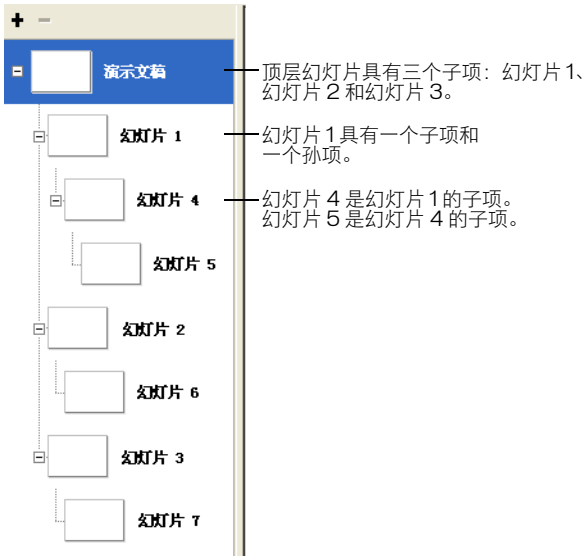 演示文稿
顶层幻灯片具有三个子项：幻灯片1、
幻灯片2和幻灯片3。
幻灯片 1
幻灯片1具有一个子项和
一个孙项。
幻灯片 4
幻灯片4是幻灯片1的子项。
幻灯片5是幻灯片4的子项。
幻灯片 5
幻灯片 2
幻灯片 6
幻灯片 3
幻灯片 7